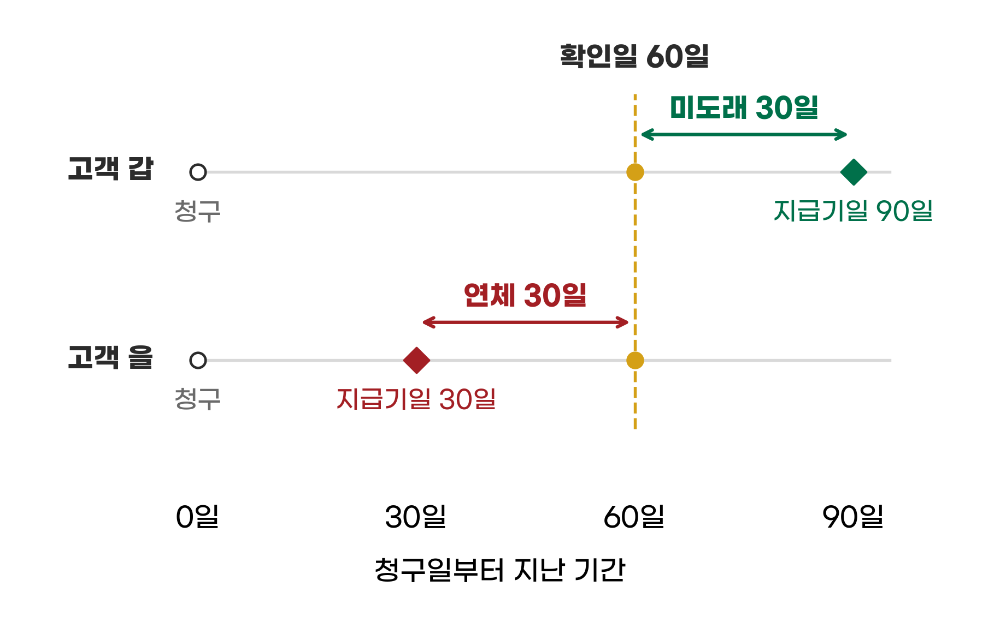 확인일 60일
미도래 30일
고객 갑
청구
지급기일 90일
연체 30일
고객 을
청구
지급기일 30일
0일 30일 60일 90일
청구일부터 지난 기간